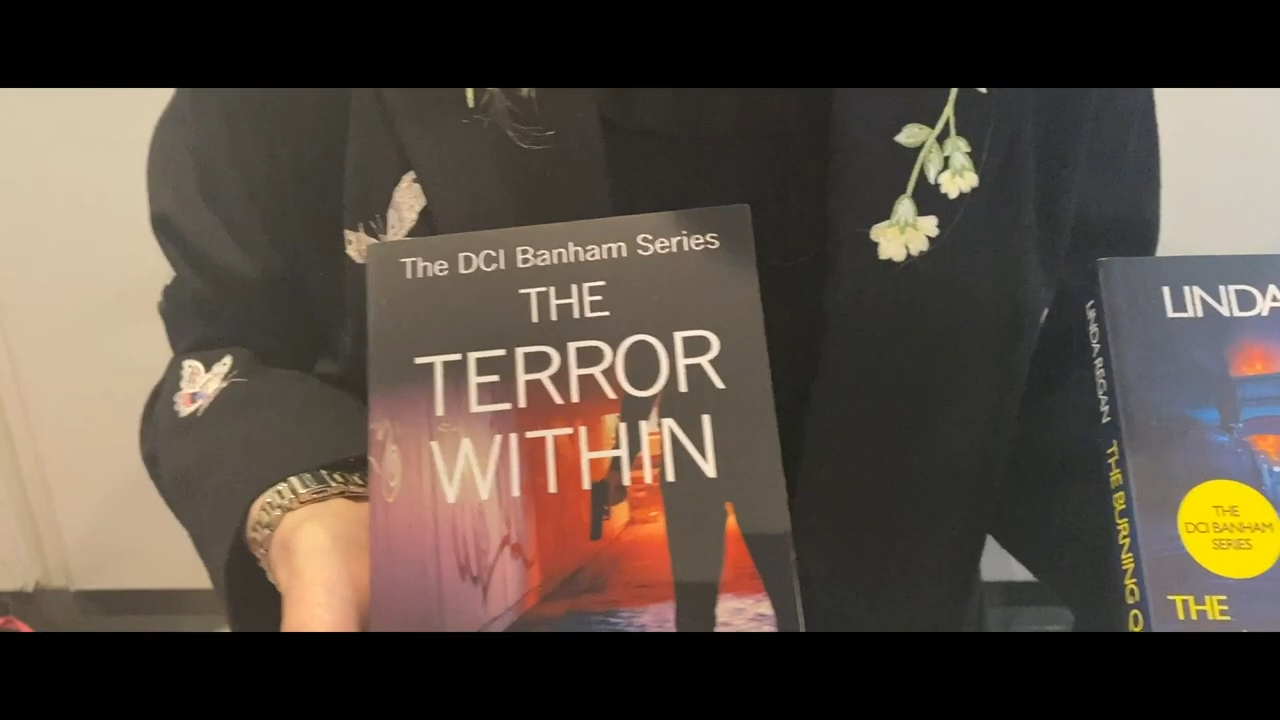 The DCI Banham Series
THE
TERROR
WITHIN
LINDA
LINDA REGAN THE BURNING Q
THE
DCI BANHAM
SERIES
THE